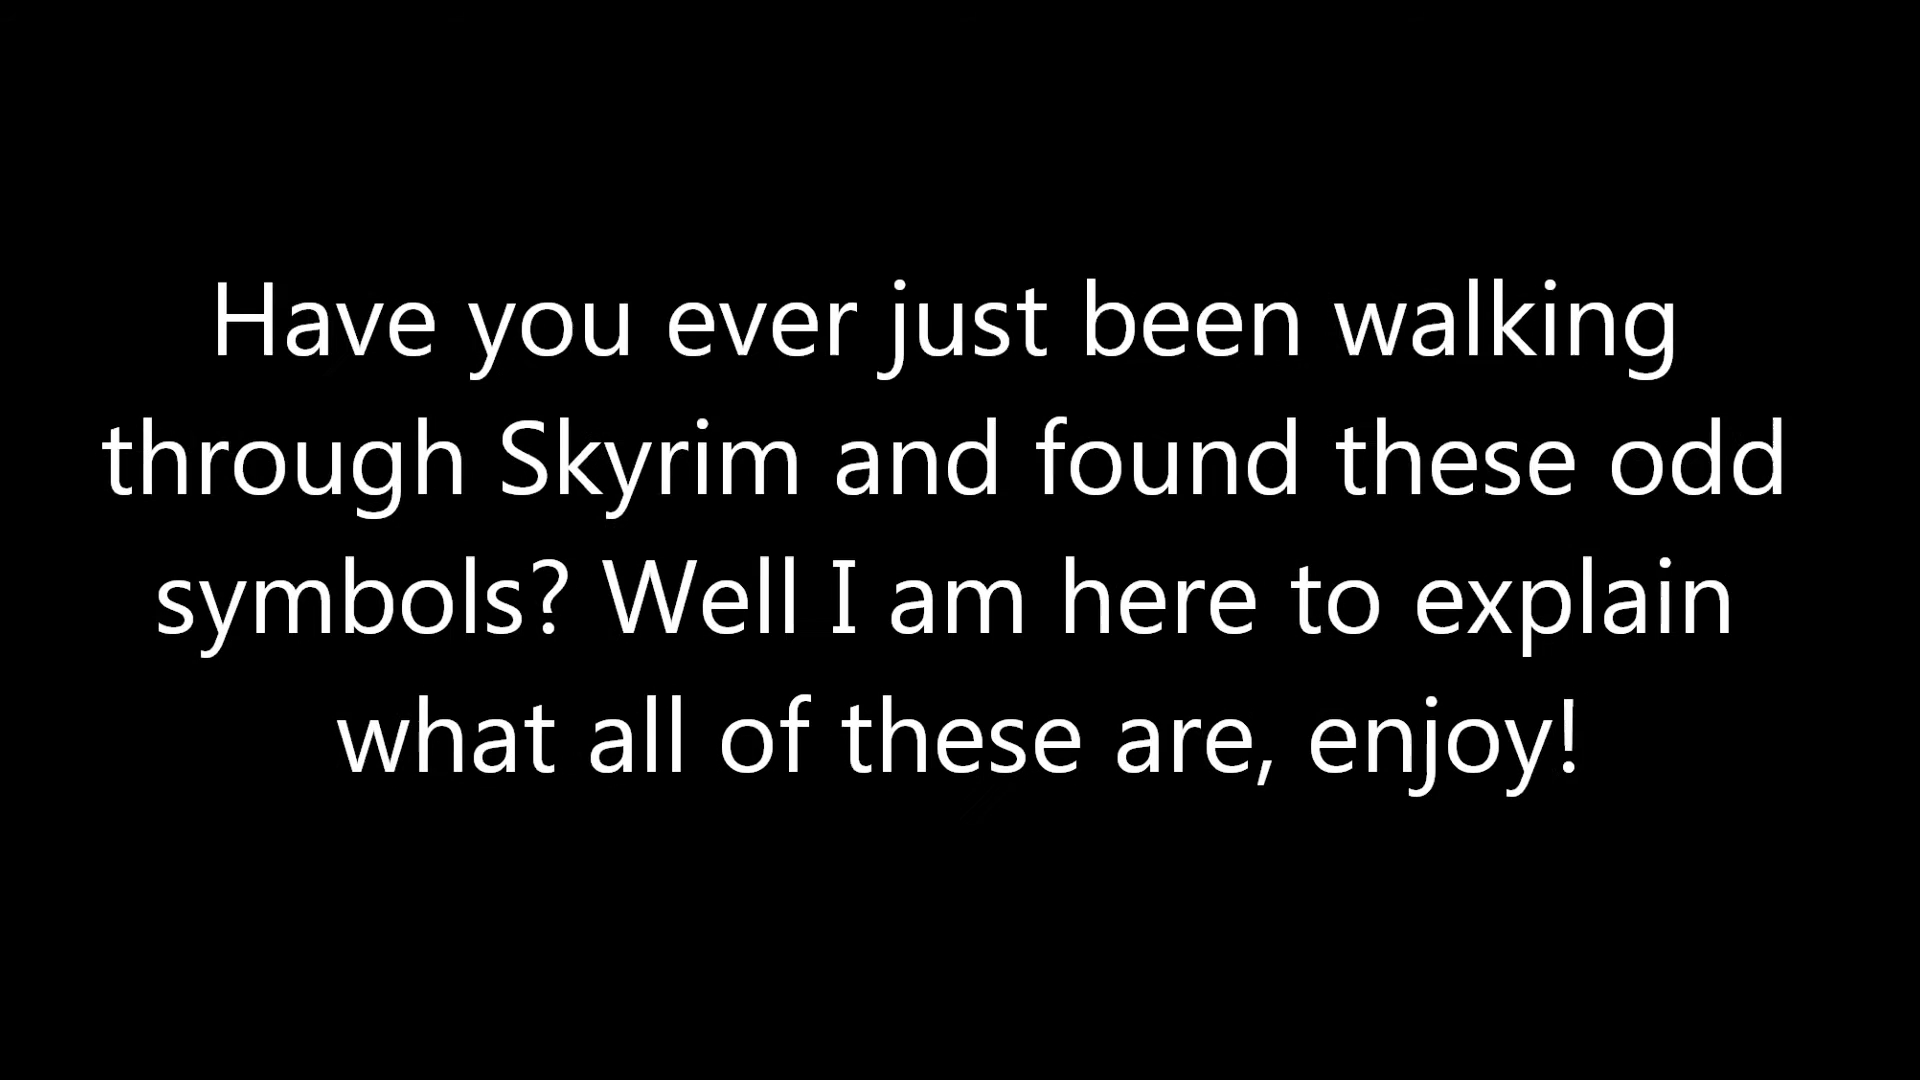 Have you ever just been walking
through Skyrim and found these odd
symbols? Well I am here to explain
what all of these are, enjoy!